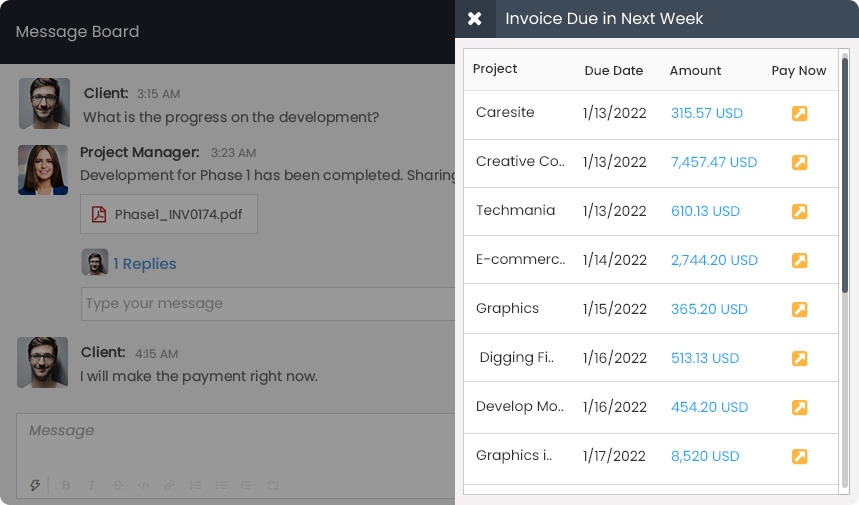 Message Board
Client: 3:15 AM
What is the progress on the development?
Project Manager: 3:23 AM
Development for Phase 1 has been completed. Sharing
Phase1_INV0174.pdf
1 Replies
Type your message
Client: 4:15 AM
I will make the payment right now.
Message
B I S
Invoice Due in Next Week
Project Due Date Amount Pay Now
Caresite 1/13/2022 315.57 USD
Creative Co.. 1/13/2022 7,457.47 USD
Techmania 1/13/2022 610.13 USD
E-commerc.. 1/14/2022 2,744.20 USD
Graphics 1/15/2022 365.20 USD
Digging Fi.. 1/16/2022 513.13 USD
Develop Mo.. 1/16/2022 454.20 USD
Graphics i.. 1/17/2022 8,520 USD